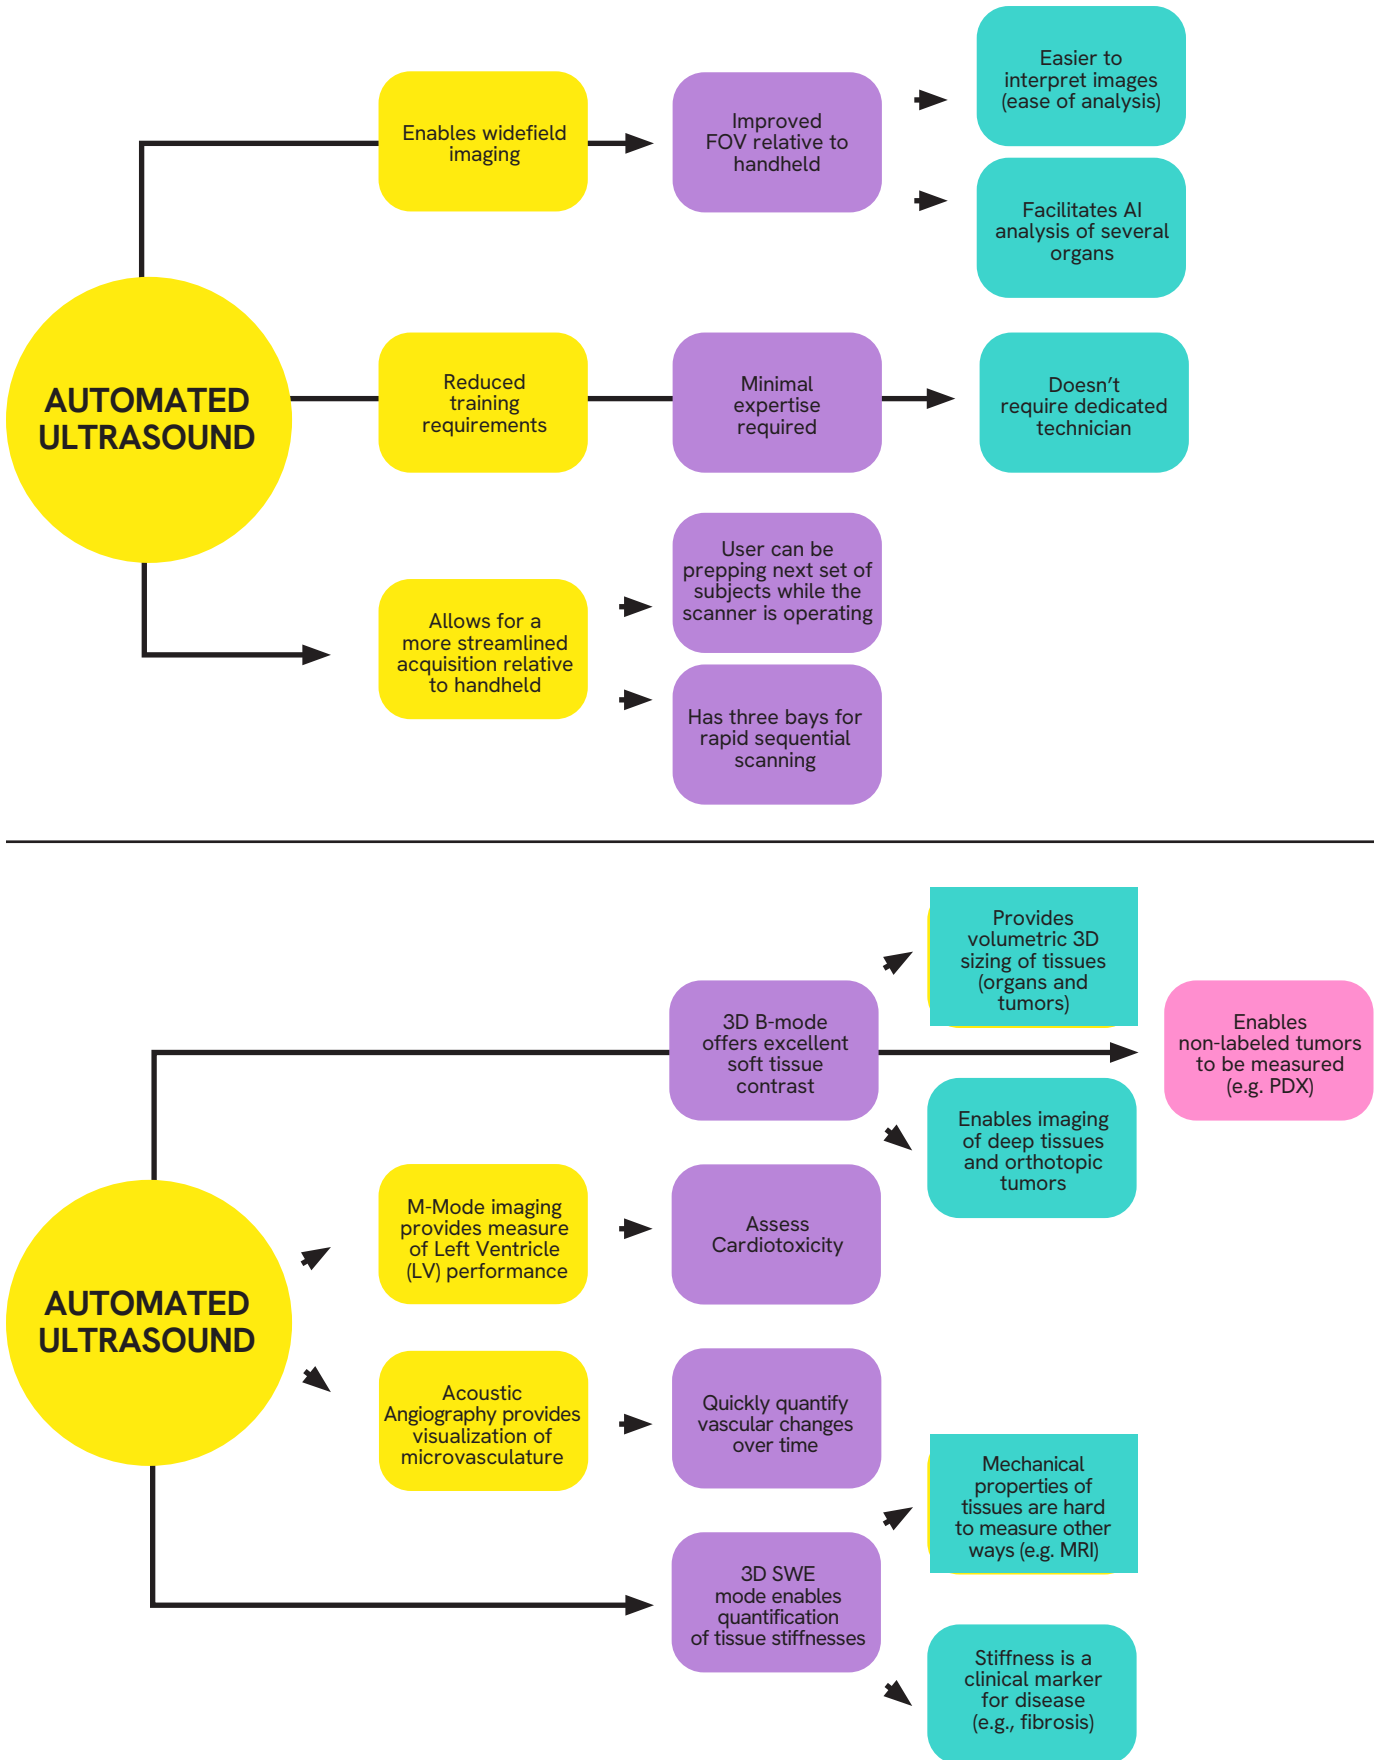 Enables widefield
imaging
Improved
FOV relative to
handheld
Easier to
interpret images
(ease of analysis)
Facilitates AI
analysis of several
organs
AUTOMATED
ULTRASOUND
Reduced
training
requirements
Minimal
expertise
required
Doesn’t
require dedicated
technician
Allows for a
more streamlined
acquisition relative
to handheld
User can be
prepping next set of
subjects while the
scanner is operating
Has three bays for
rapid sequential
scanning
3D B-mode
offers excellent
soft tissue
contrast
Provides
volumetric 3D
sizing of tissues
(organs and
tumors)
Enables
non-labeled tumors
to be measured
(e.g. PDX)
Enables imaging
of deep tissues
and orthotopic
tumors
AUTOMATED
ULTRASOUND
M-Mode imaging
provides measure
of Left Ventricle
(LV) performance
Assess
Cardiotoxicity
Acoustic
Angiography provides
visualization of
microvasculature
Quickly quantify
vascular changes
over time
3D SWE
mode enables
quantification
of tissue stiffnesses
Mechanical
properties of
tissues are hard
to measure other
ways (e.g. MRI)
Stiffness is a
clinical marker
for disease
(e.g., fibrosis)